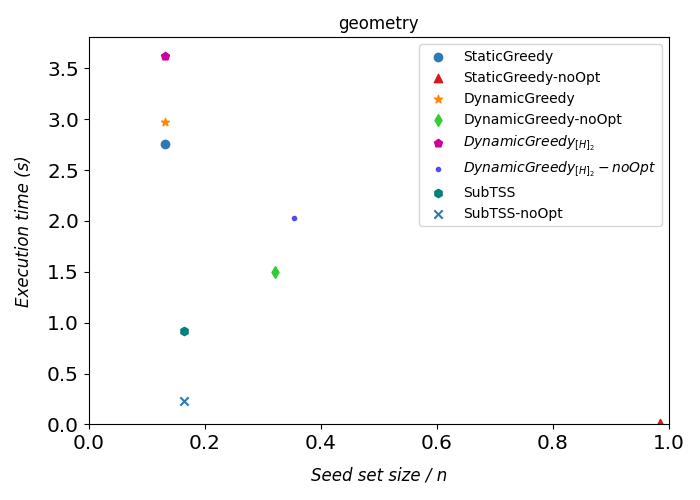 geometry
StaticGreedy
StaticGreedy-noOpt
DynamicGreedy
DynamicGreedy-noOpt
DynamicGreedy[H]₂
DynamicGreedy[H]₂ − noOpt
SubTSS
SubTSS-noOpt
Execution time (s)
3.5
3.0
2.5
2.0
1.5
1.0
0.5
0.0
0.0 0.2 0.4 0.6 0.8 1.0
Seed set size / n